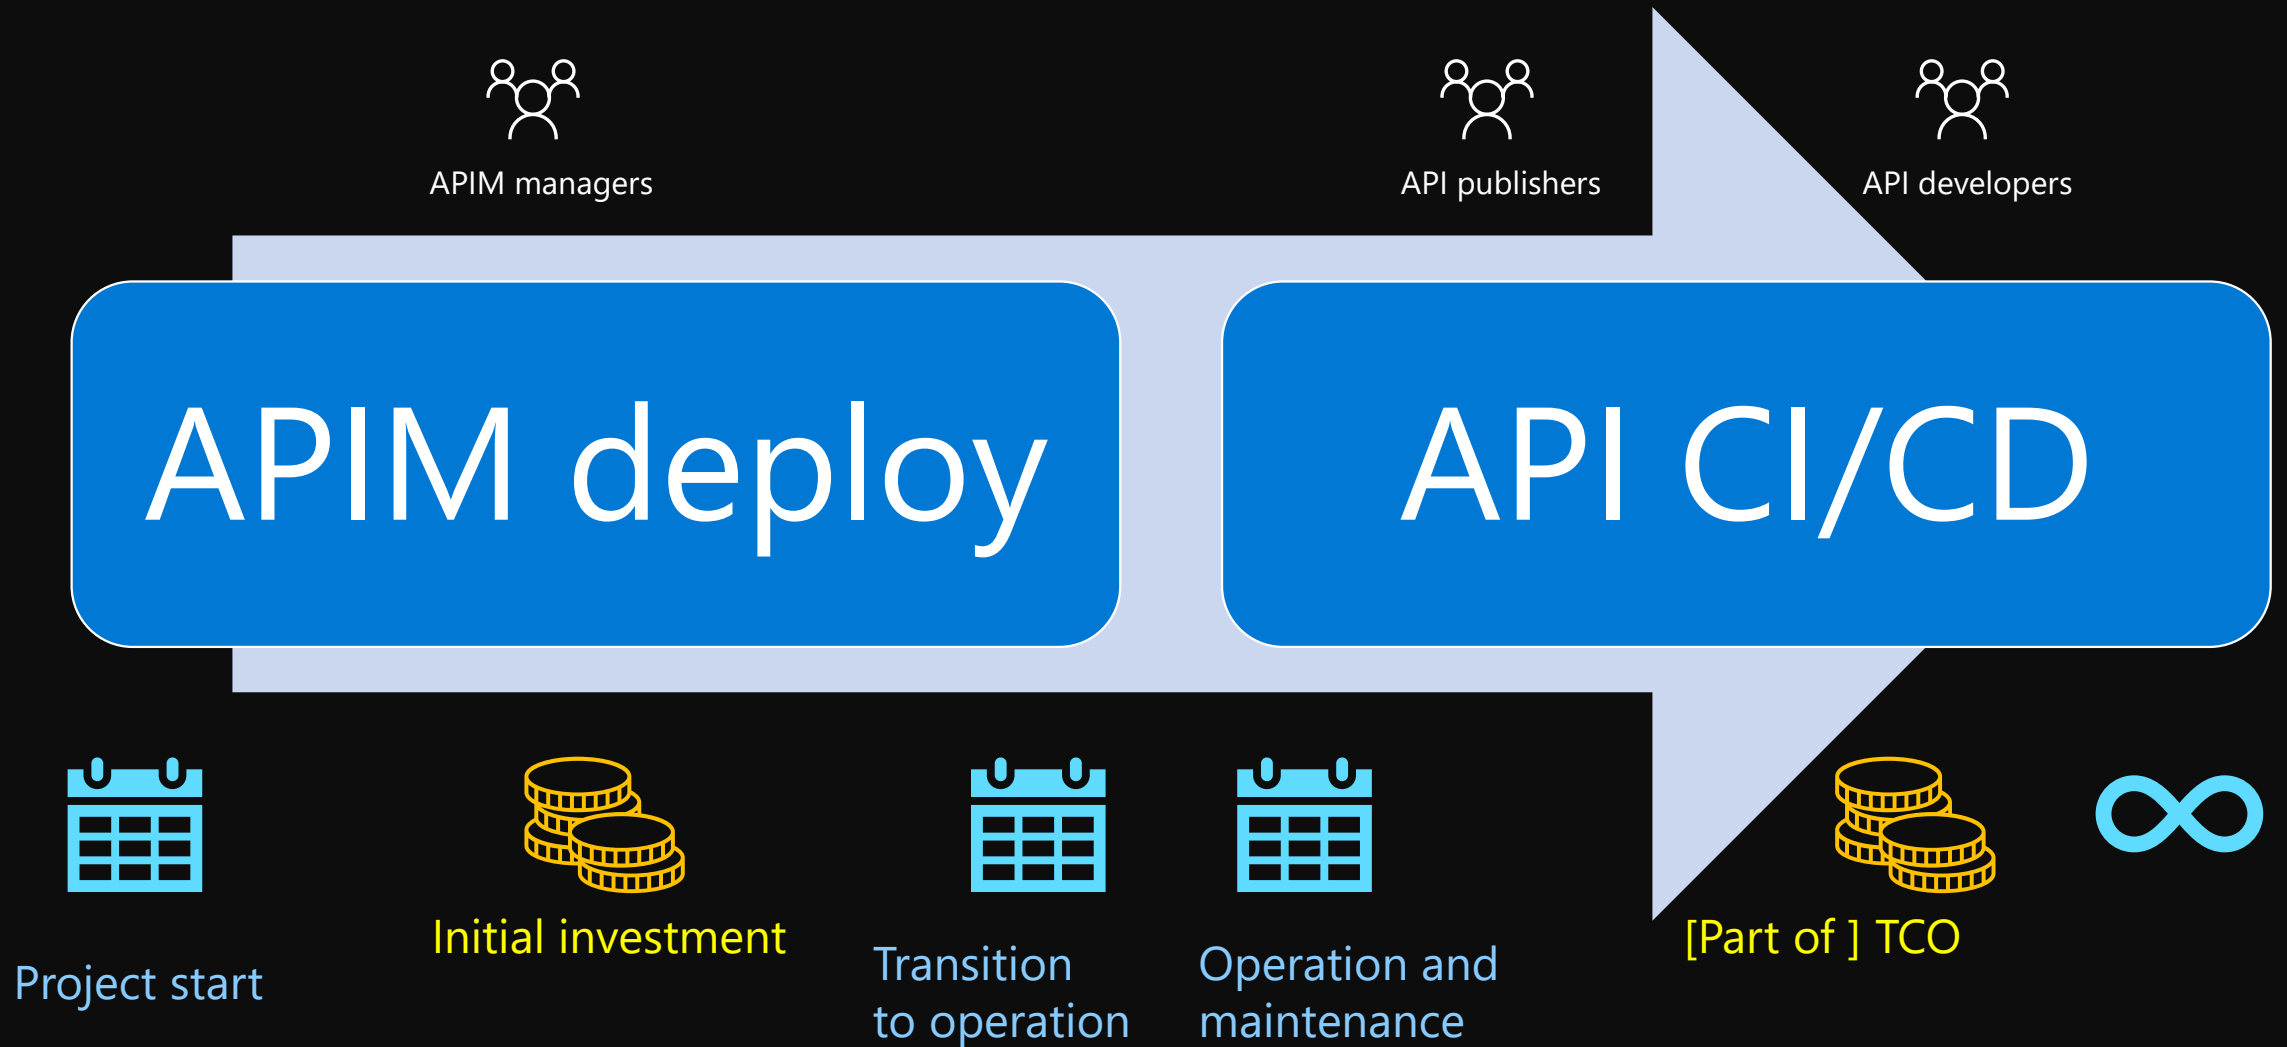 APIM managers
API publishers
API developers
APIM deploy
API CI/CD
Project start
Initial investment
Transition
to operation
Operation and
maintenance
[Part of ] TCO